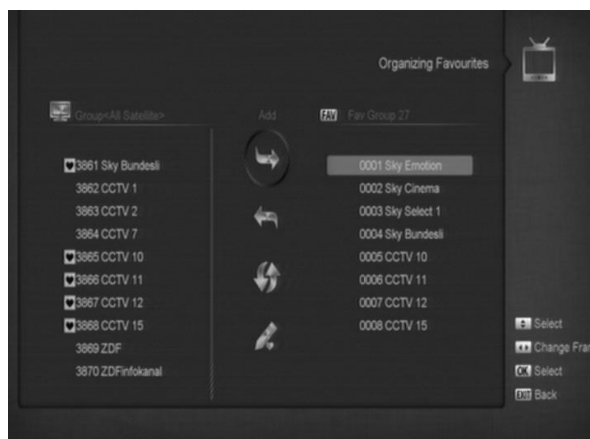 Organizing Favourites
Group<All Satellite>
Add
FAV Fav Group 27
3861 Sky Bundesli
3862 CCTV 1
3863 CCTV 2
3864 CCTV 7
3865 CCTV 10
3866 CCTV 11
3867 CCTV 12
3868 CCTV 15
3869 ZDF
3870 ZDFinfokanal
0001 Sky Emotion
0002 Sky Cinema
0003 Sky Select 1
0004 Sky Bundesli
0005 CCTV 10
0006 CCTV 11
0007 CCTV 12
0008 CCTV 15
Select
Change Fra
OK Select
EXIT Back